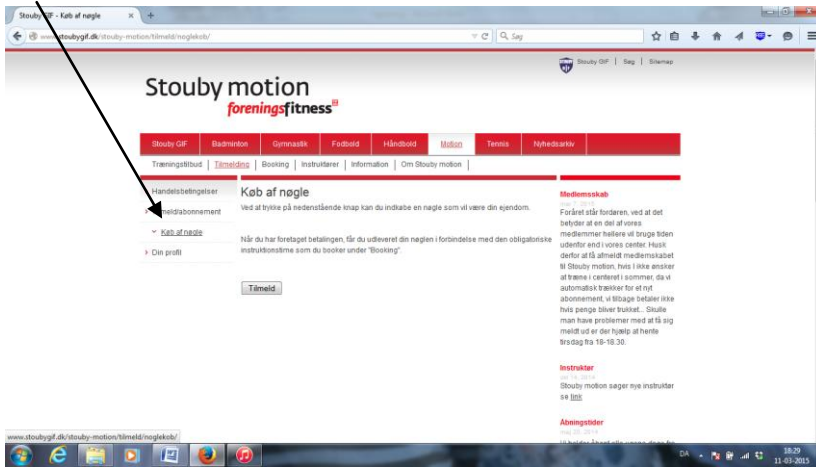 Stouby GIF - Køb af nøgle
www.stoubygif.dk/stouby-motion/tilmeld/noglekob/
Søg
Stouby GIF | Søg | Sitemap
Stouby motion
foreningsfitness
Stouby GIF Badminton Gymnastik Fodbold Håndbold Motion Tennis Nyhedsarkiv
Træningstilbud | Tilmelding | Booking | Instruktører | Information | Om Stouby motion |
Handelsbetingelser
Køb af nøgle
Din profil
Køb af nøgle
Ved at trykke på nedenstående knap kan du indkøbe en nøgle som vil være din ejendom.
Når du har foretaget betalingen, får du udleveret din nøglen i forbindelse med den obligatoriske
instruktionstime som du booker under "Booking".
Tilmeld
Medlemsskab
Foråret står fordøren, ved at det
betyder at en del af vores
medlemmer hellere vil bruge tiden
udenfor end i vores center. Husk
derfor at få afmeldt medlemskabet
til Stouby motion, hvis I ikke ønsker
at træne i centeret i sommer, da vi
automatisk trækker for et nyt
abonnement, vi tilbage betaler ikke
hvis penge bliver trukket... Skulle
man have problemer med at få sig
meldt ud er der hjælp at hente
tirsdag fra 18-18.30.
Instruktør
Stouby motion søger nye instruktør
se link
Åbningstider
www.stoubygif.dk/stouby-motion/tilmeld/noglekob/
DA
18:29
11-03-2015